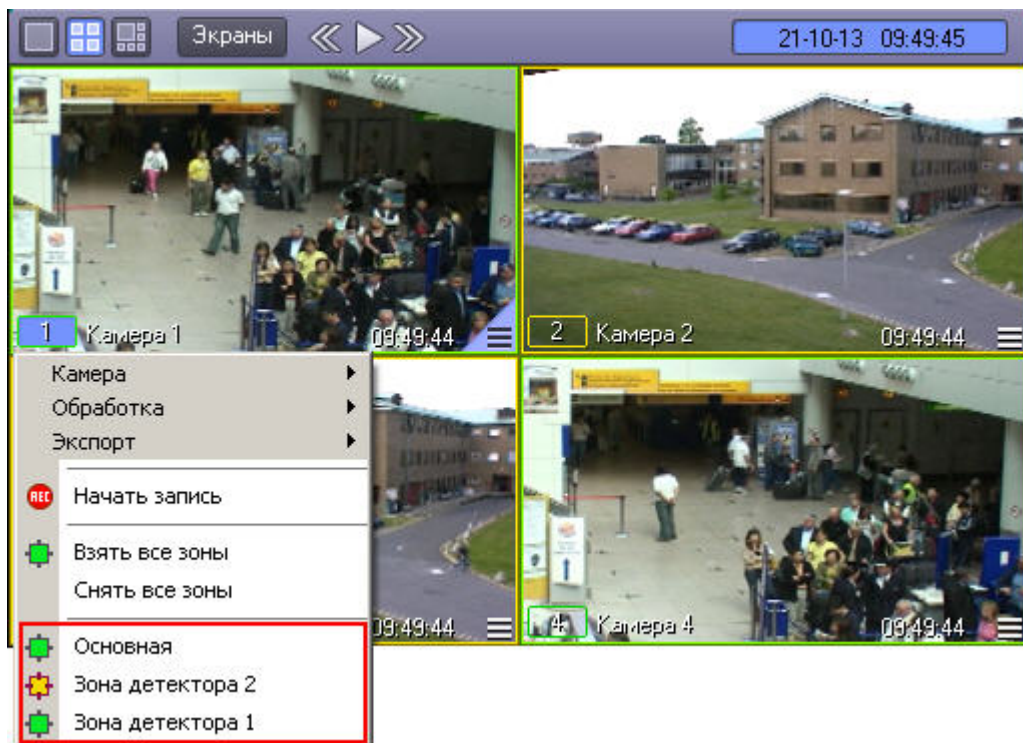 Экраны
21-10-13 09:49:45
1 Камера 1 09:49:44
2 Камера 2 09:49:44
Камера
Обработка
Экспорт
REC Начать запись
Взять все зоны
Снять все зоны
09:49:44
4 Камера 4 09:49:44
Основная
Зона детектора 2
Зона детектора 1